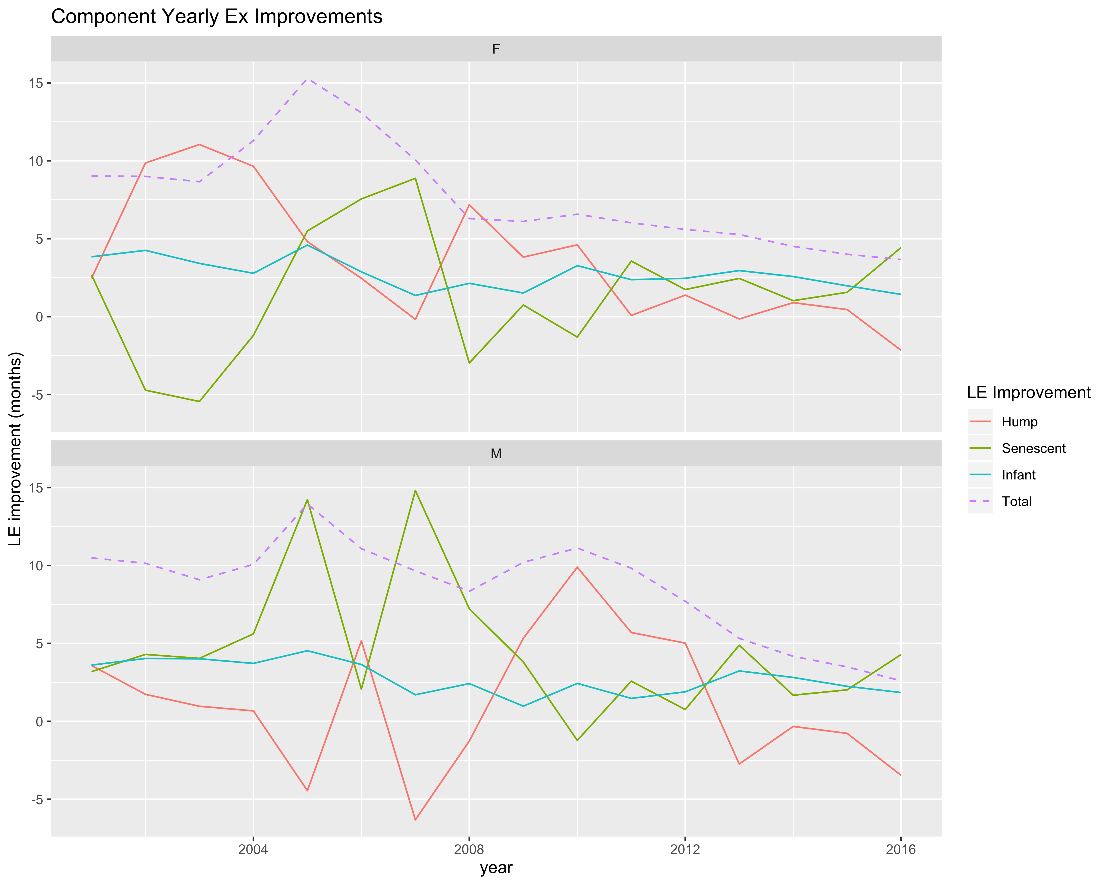 Component Yearly Ex Improvements
F
15
10
5
0
-5
M
15
10
5
0
-5
2004
2008
2012
2016
year
LE improvement (months)
LE Improvement
Hump
Senescent
Infant
Total